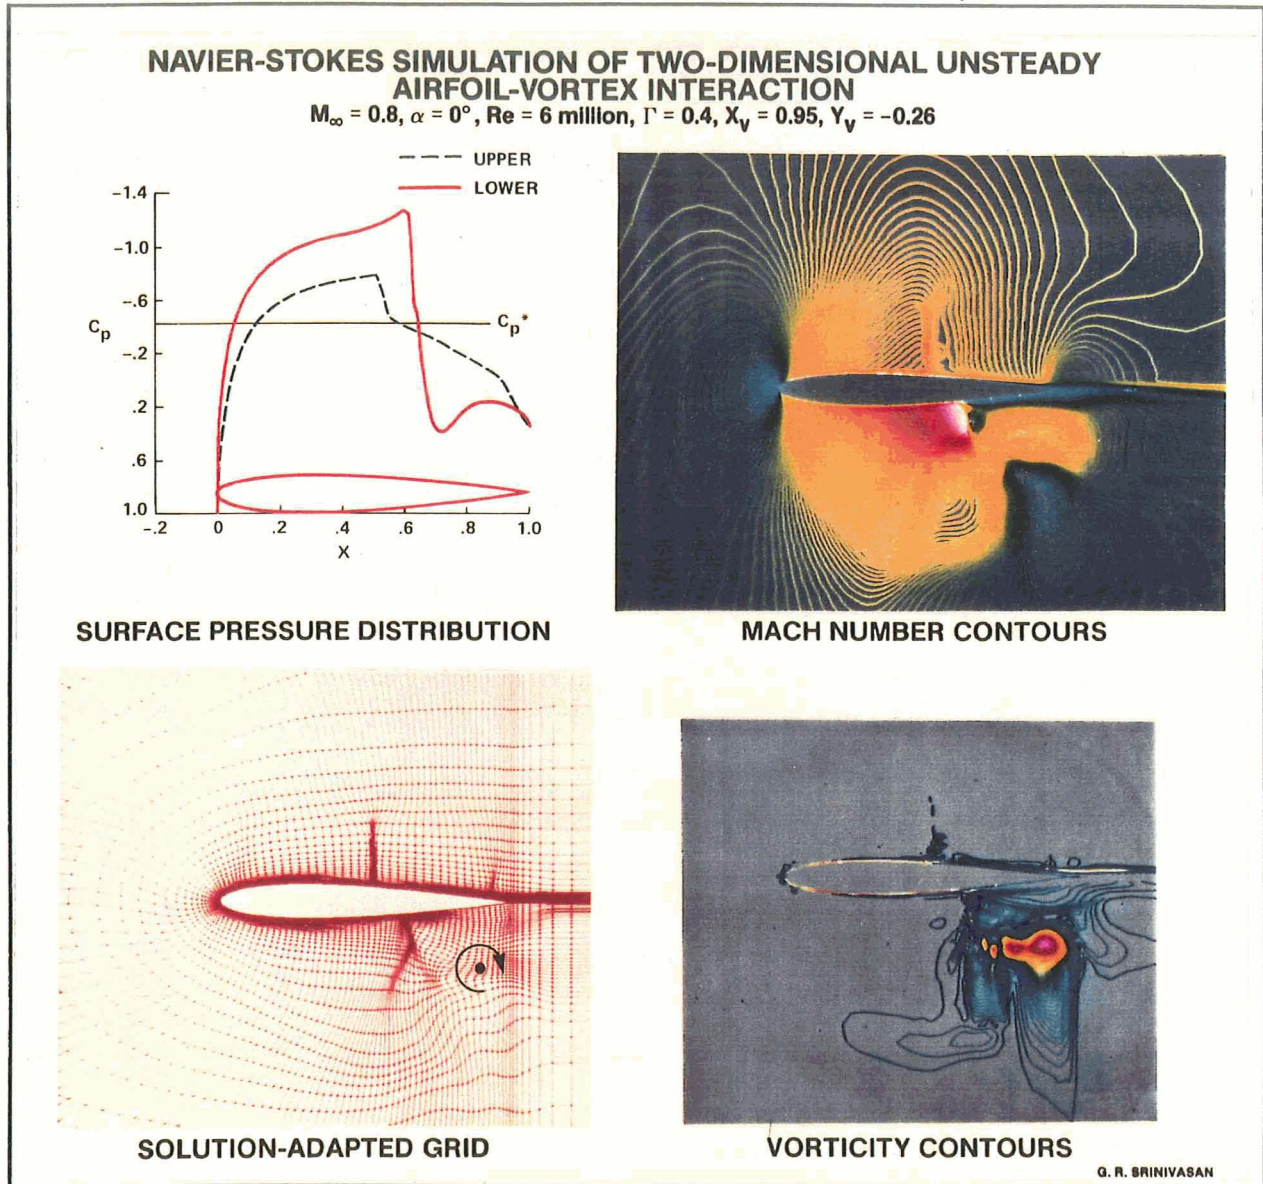 NAVIER-STOKES SIMULATION OF TWO-DIMENSIONAL UNSTEADY
AIRFOIL-VORTEX INTERACTION
M∞ = 0.8, α = 0°, Re = 6 million, Γ = 0.4, Xv = 0.95, Yv = -0.26
UPPER
LOWER
-1.4
-1.0
-.6
Cp
Cp*
-.2
.2
.6
1.0
-.2 0 .2 .4 .6 .8 1.0
X
SURFACE PRESSURE DISTRIBUTION
MACH NUMBER CONTOURS
SOLUTION-ADAPTED GRID
VORTICITY CONTOURS
G. R. SRINIVASAN